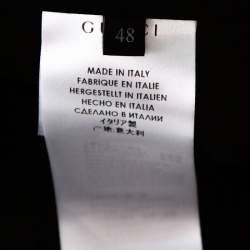 GUCCI
48
MADE IN ITALY
FABRIQUE EN ITALIE
HERGESTELLT IN ITALIEN
HECHO EN ITALIA
СДЕЛАНО В ИТАЛИИ
イタリア製
产地:意大利